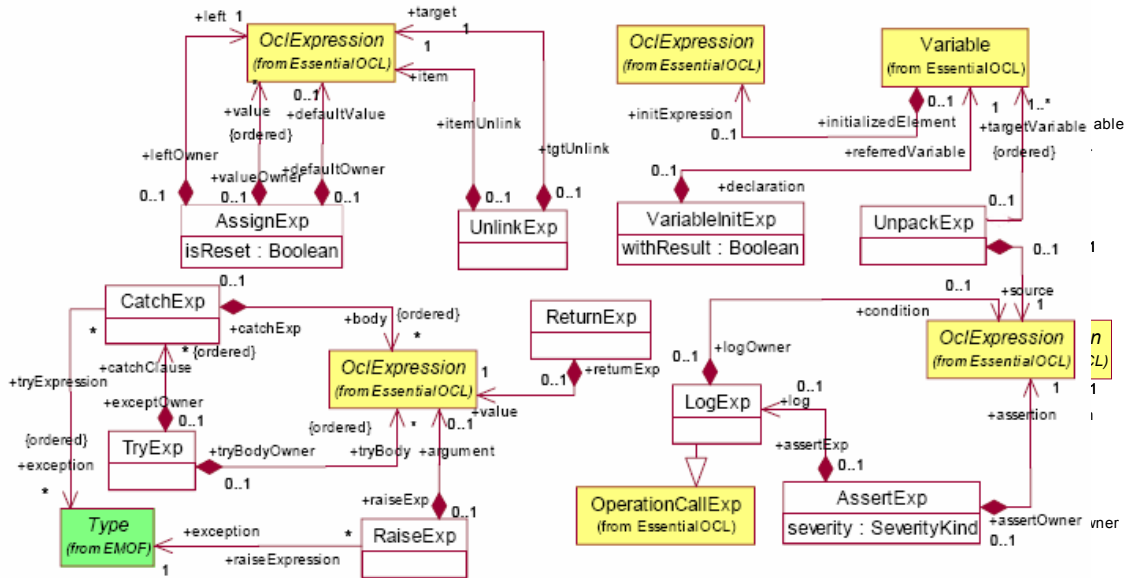 +left 1
+target
1
OclExpression
(from EssentialOCL)
1
+item
*
+value
{ordered}
0..1
+defaultValue
+itemUnlink
+tgtUnlink
+leftOwner
+valueOwner
+defaultOwner
0..1
0..1
0..1
0..1
0..1
AssignExp
isReset : Boolean
UnlinkExp
OclExpression
(from EssentialOCL)
Variable
(from EssentialOCL)
+initExpression
0..1
0..1
+initializedElement
1
+referredVariable
1..*
+targetVariable
able
{ordered}
0..1
+declaration
VariableInitExp
withResult : Boolean
UnpackExp
0..1
0..1
+source
1
0..1
CatchExp
+catchExp
+body
{ordered}
*
*
*
{ordered}
+catchClause
+tryExpression
+exceptOwner
0..1
{ordered}
+exception
*
TryExp
+tryBodyOwner
0..1
OclExpression
(from EssentialOCL)
{ordered}
*
+tryBody
0..1
+argument
1
+value
ReturnExp
0..1
+returnExp
+raiseExp
0..1
RaiseExp
Type
(from EMOF)
+exception
1
*
+raiseExpression
0..1
+condition
+logOwner
0..1
LogExp
0..1
+log
+assertExp
0..1
OclExpression
(from EssentialOCL)
n
CL)
1
+assertion
OperationCallExp
(from EssentialOCL)
AssertExp
severity : SeverityKind
+assertOwner
0..1
wner